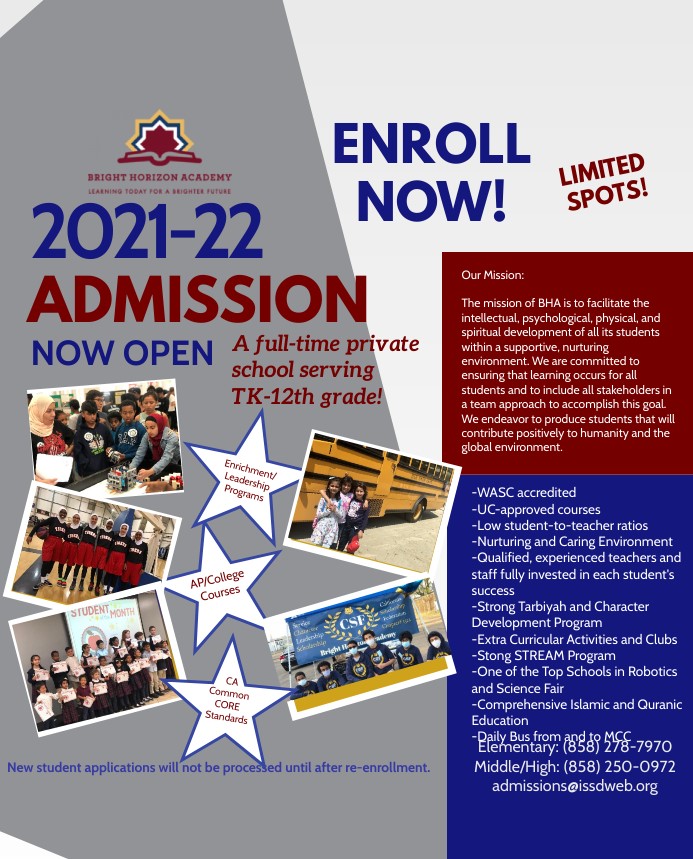 BRIGHT HORIZON ACADEMY
LEARNING TODAY FOR A BRIGHTER FUTURE
ENROLL
NOW!
LIMITED
SPOTS!
2021-22
ADMISSION
NOW OPEN
A full-time private
school serving
TK-12th grade!
Our Mission:
The mission of BHA is to facilitate the
intellectual, psychological, physical, and
spiritual development of all its students
within a supportive, nurturing
environment. We are committed to
ensuring that learning occurs for all
students and to include all stakeholders in
a team approach to accomplish this goal.
We endeavor to produce students that will
contribute positively to humanity and the
global environment.
Enrichment/
Leadership
Programs
AP/College
Courses
STUDENT
MONTH
CSF
Leadership
Scholarship
CA
Common
CORE
Standards
-WASC accredited
-UC-approved courses
-Low student-to-teacher ratios
-Nurturing and Caring Environment
-Qualified, experienced teachers and
staff fully invested in each student's
success
-Strong Tarbiyah and Character
Development Program
-Extra Curricular Activities and Clubs
-Stong STREAM Program
-One of the Top Schools in Robotics
and Science Fair
-Comprehensive Islamic and Quranic
Education
-Daily Bus from and to MCC
Elementary: (858) 278-7970
Middle/High: (858) 250-0972
admissions@issdweb.org
New student applications will not be processed until after re-enrollment.